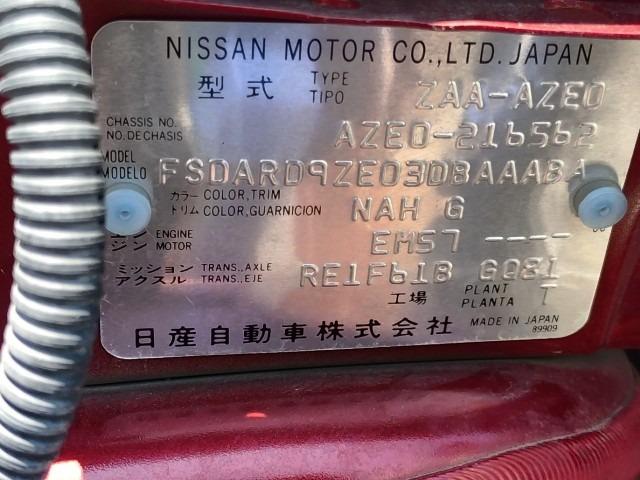 NISSAN MOTOR CO.,LTD. JAPAN
型式 TYPE TIPO ZAA-AZE0
CHASSIS NO. NO. DE CHASIS AZE0-216562
MODEL MODELO FSDARD9ZE03DBAAABA
カラー COLOR, TRIM
トリム COLOR, GUARNICION NAH G
エンジン ENGINE MOTOR EM57 ----
ミッション TRANS., AXLE
アクスル TRANS., EJE RE1F61B GQ81
工場 PLANT PLANTA T
日産自動車株式会社 MADE IN JAPAN
89909